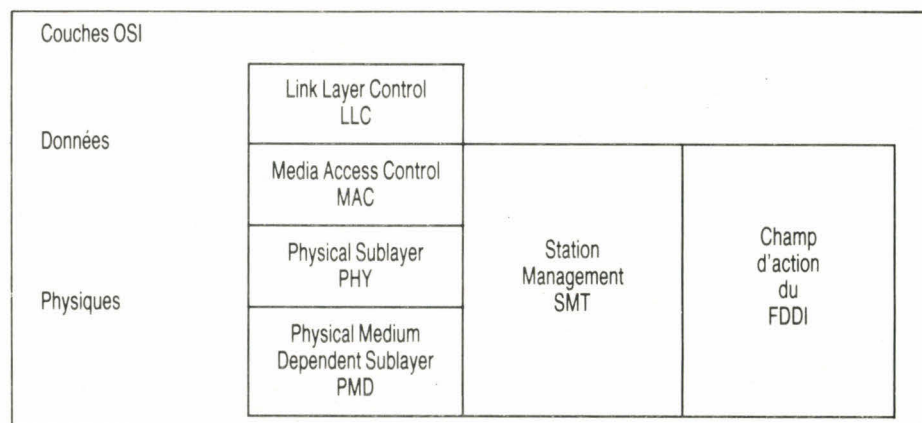 Couches OSI
Link Layer Control
LLC
Données
Media Access Control
MAC
Physical Sublayer
PHY
Station
Management
SMT
Champ
d'action
du
FDDI
Physiques
Physical Medium
Dependent Sublayer
PMD